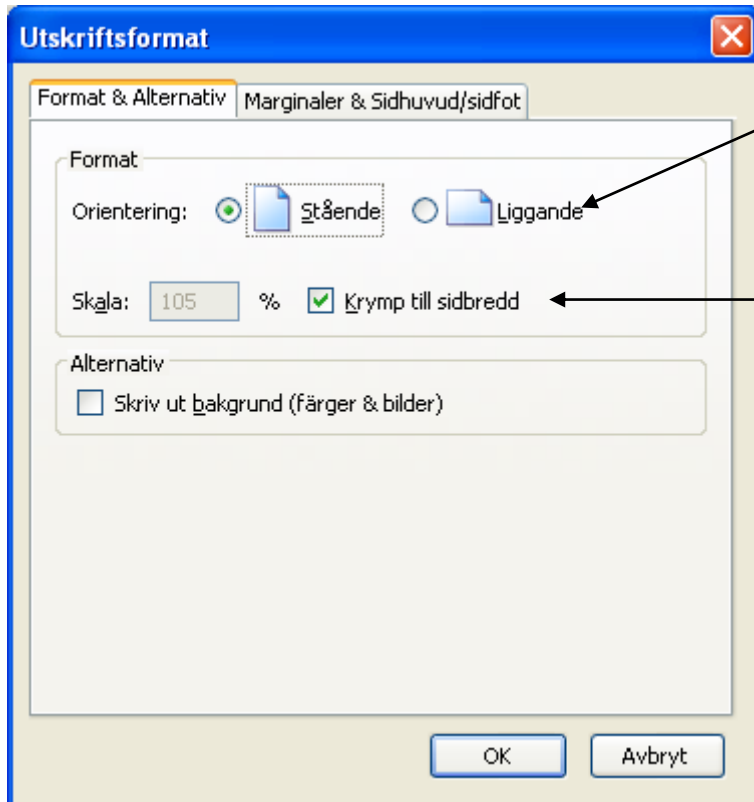 Utskriftsformat
Format & Alternativ Marginaler & Sidhuvud/sidfot
Format
Orientering: Stående Liggande
Skala: 105 % Krymp till sidbredd
Alternativ
Skriv ut bakgrund (färger & bilder)
OK Avbryt